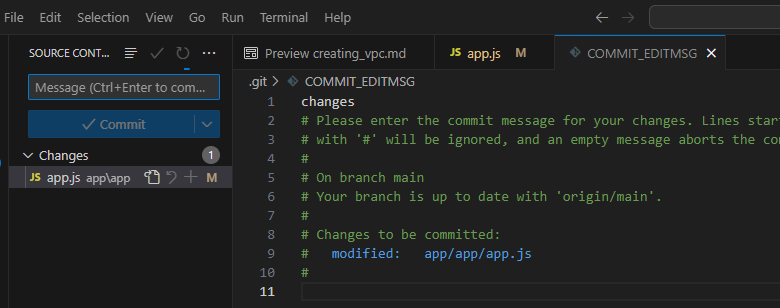 File Edit Selection View Go Run Terminal Help
SOURCE CONT...
Message (Ctrl+Enter to com...
Commit
Changes 1
JS app.js app\app M
Preview creating_vpc.md JS app.js M COMMIT_EDITMSG
.git > COMMIT_EDITMSG
1 changes
2 # Please enter the commit message for your changes. Lines star
3 # with '#' will be ignored, and an empty message aborts the co
4 #
5 # On branch main
6 # Your branch is up to date with 'origin/main'.
7 #
8 # Changes to be committed:
9 # modified: app/app/app.js
10 #
11